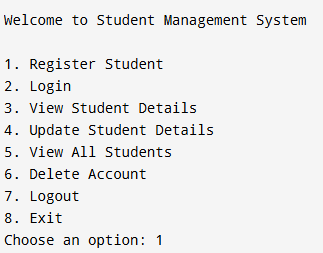 Welcome to Student Management System
1. Register Student
2. Login
3. View Student Details
4. Update Student Details
5. View All Students
6. Delete Account
7. Logout
8. Exit
Choose an option: 1